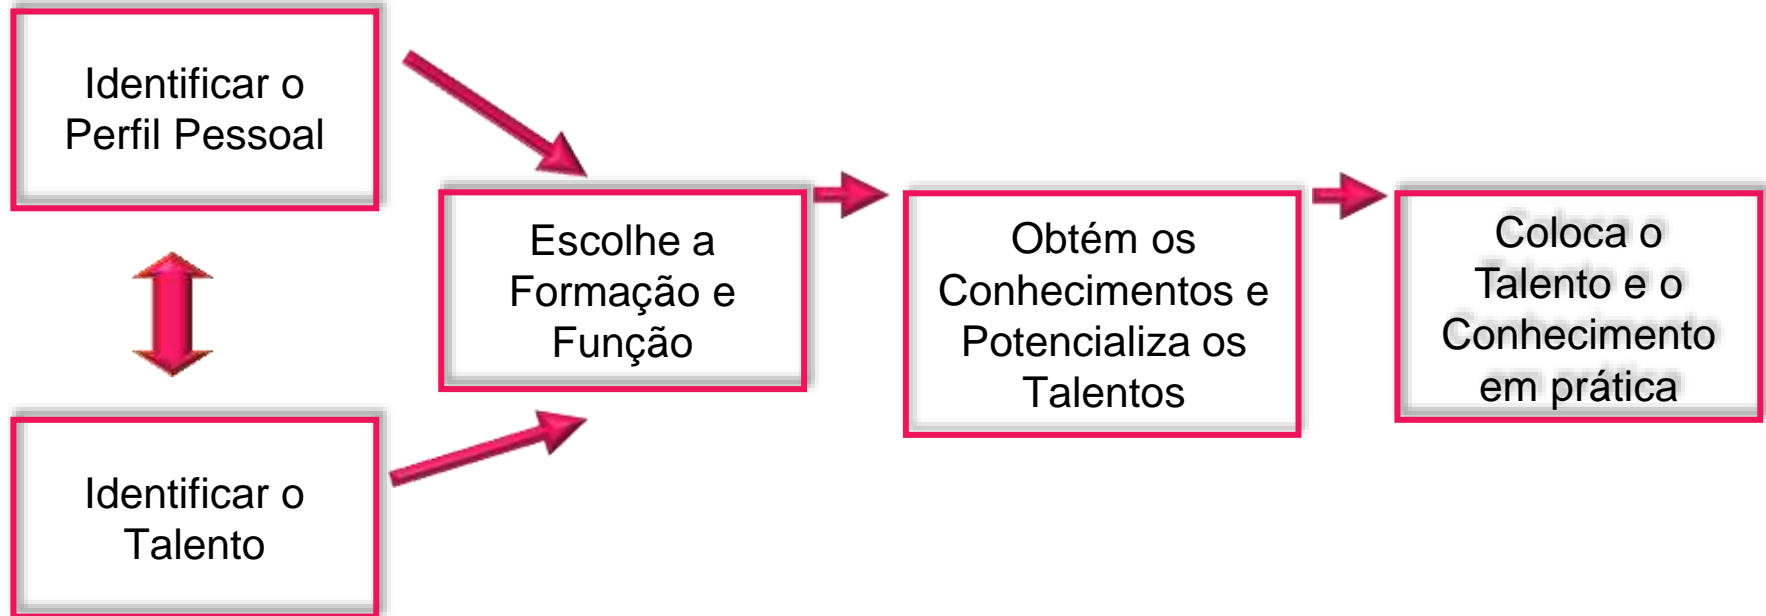 Identificar o
Perfil Pessoal
Escolhe a
Formação e
Função
Obtém os
Conhecimentos e
Potencializa os
Talentos
Coloca o
Talento e o
Conhecimento
em prática
Identificar o
Talento